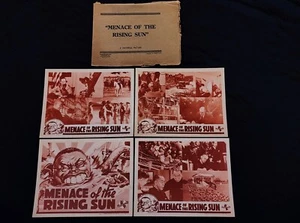 "MENACE OF THE
RISING SUN"
MENACE OF THE RISING SUN
MENACE OF THE RISING SUN
MENACE of the
RISING SUN
MENACE OF THE RISING SUN